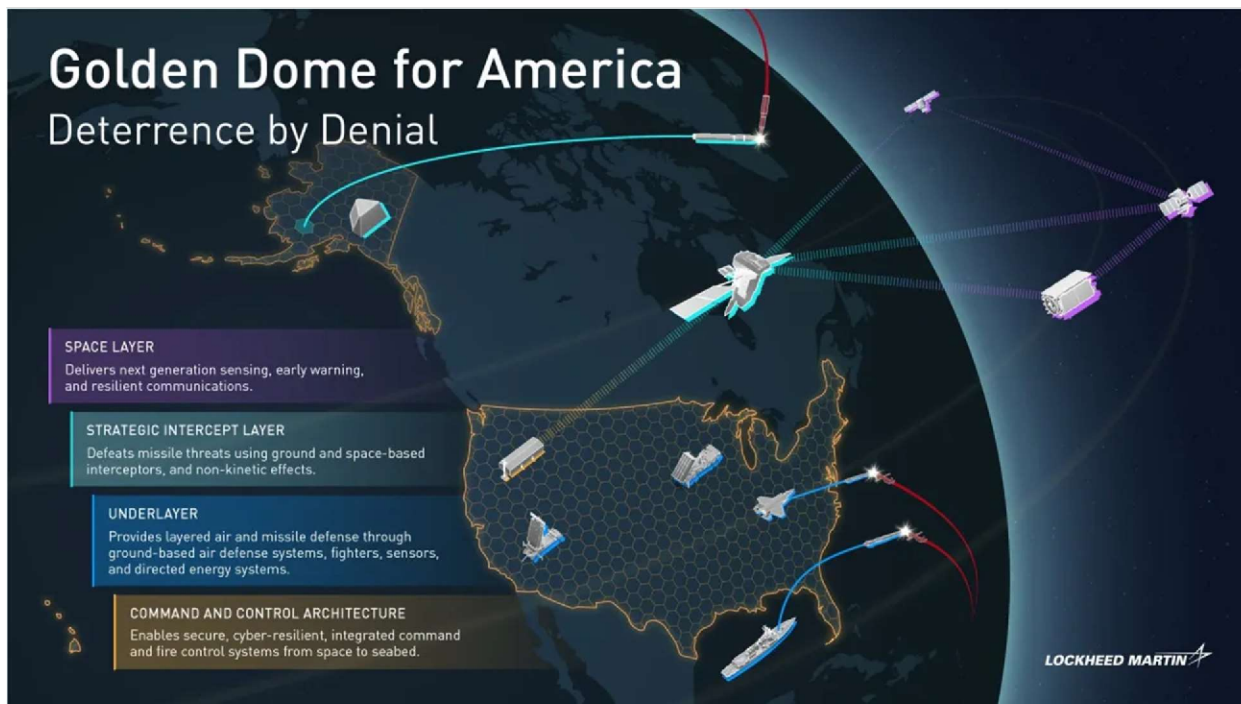 Golden Dome for America
Deterrence by Denial
SPACE LAYER
Delivers next generation sensing, early warning,
and resilient communications.
STRATEGIC INTERCEPT LAYER
Defeats missile threats using ground and space-based
interceptors, and non-kinetic effects.
UNDERLAYER
Provides layered air and missile defense through
ground-based air defense systems, fighters, sensors,
and directed energy systems.
COMMAND AND CONTROL ARCHITECTURE
Enables secure, cyber-resilient, integrated command
and fire control systems from space to seabed.
LOCKHEED MARTIN